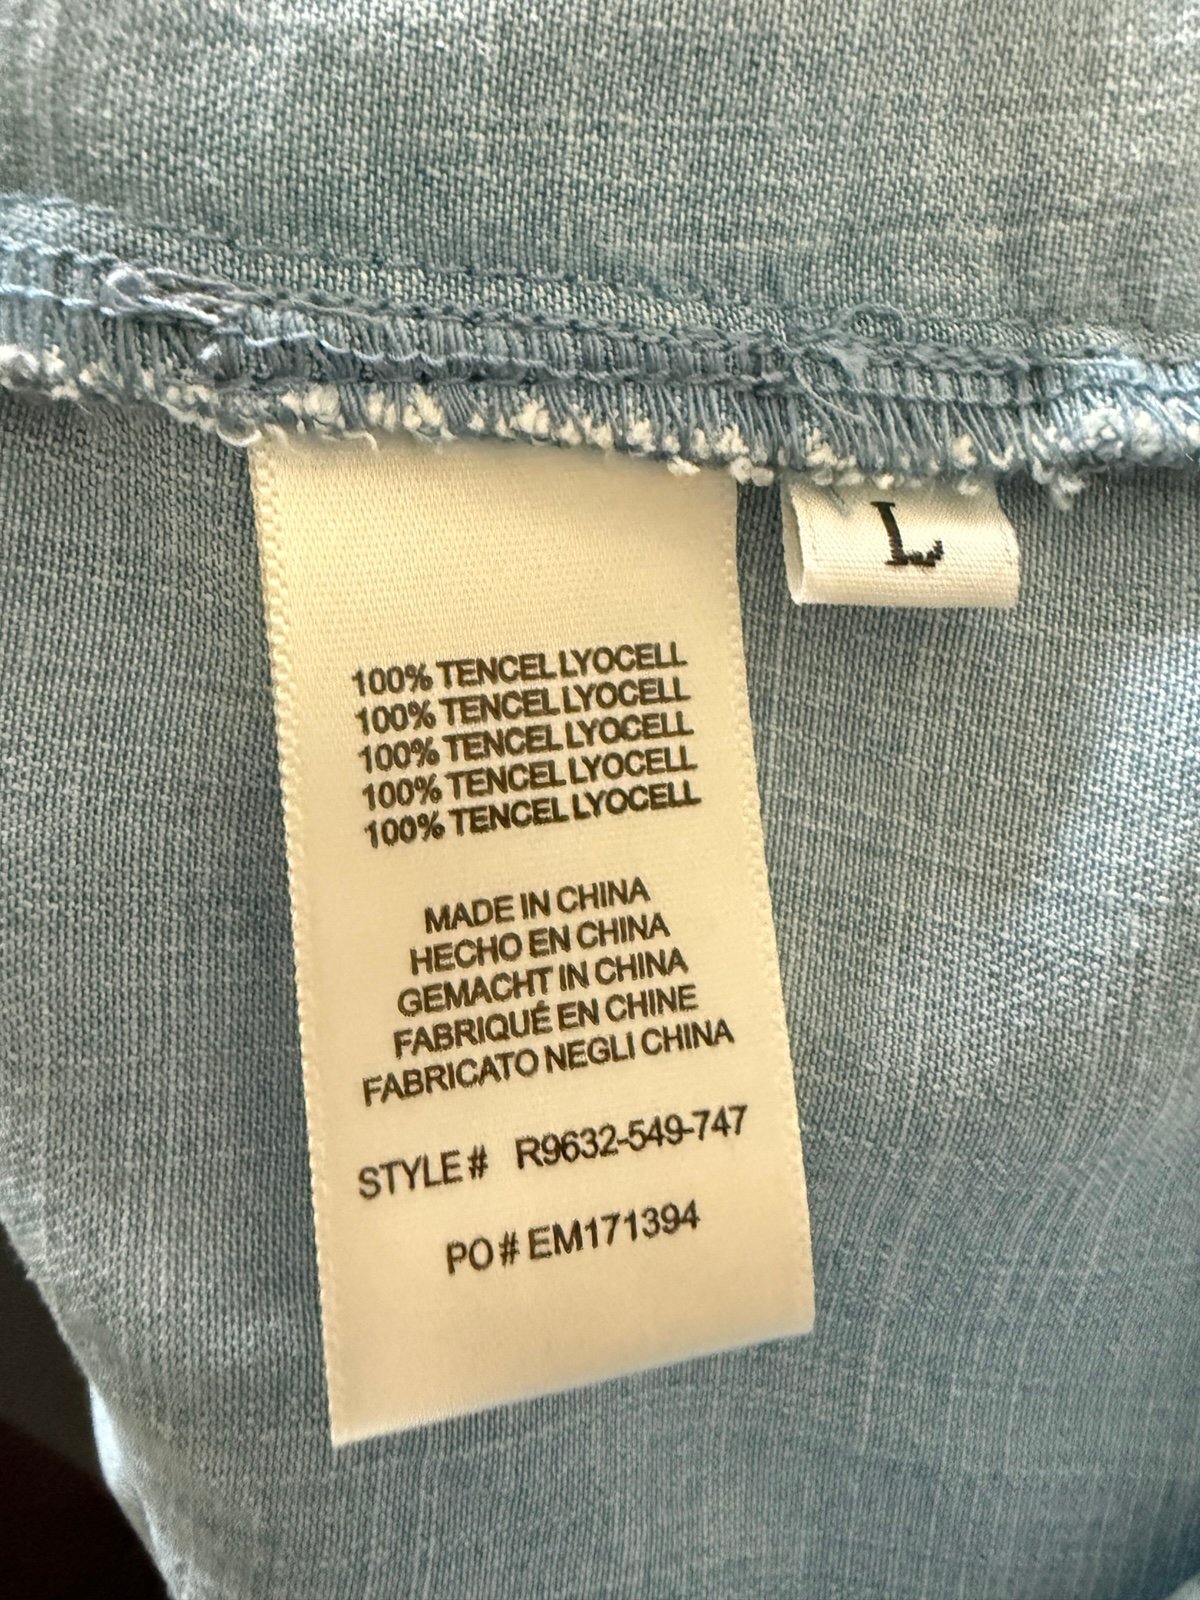 L
100% TENCEL LYOCELL
100% TENCEL LYOCELL
100% TENCEL LYOCELL
100% TENCEL LYOCELL
100% TENCEL LYOCELL
MADE IN CHINA
HECHO EN CHINA
GEMACHT IN CHINA
FABRIQUÉ EN CHINE
FABRICATO NEGLI CHINA
STYLE# R9632-549-747
PO# EM171394